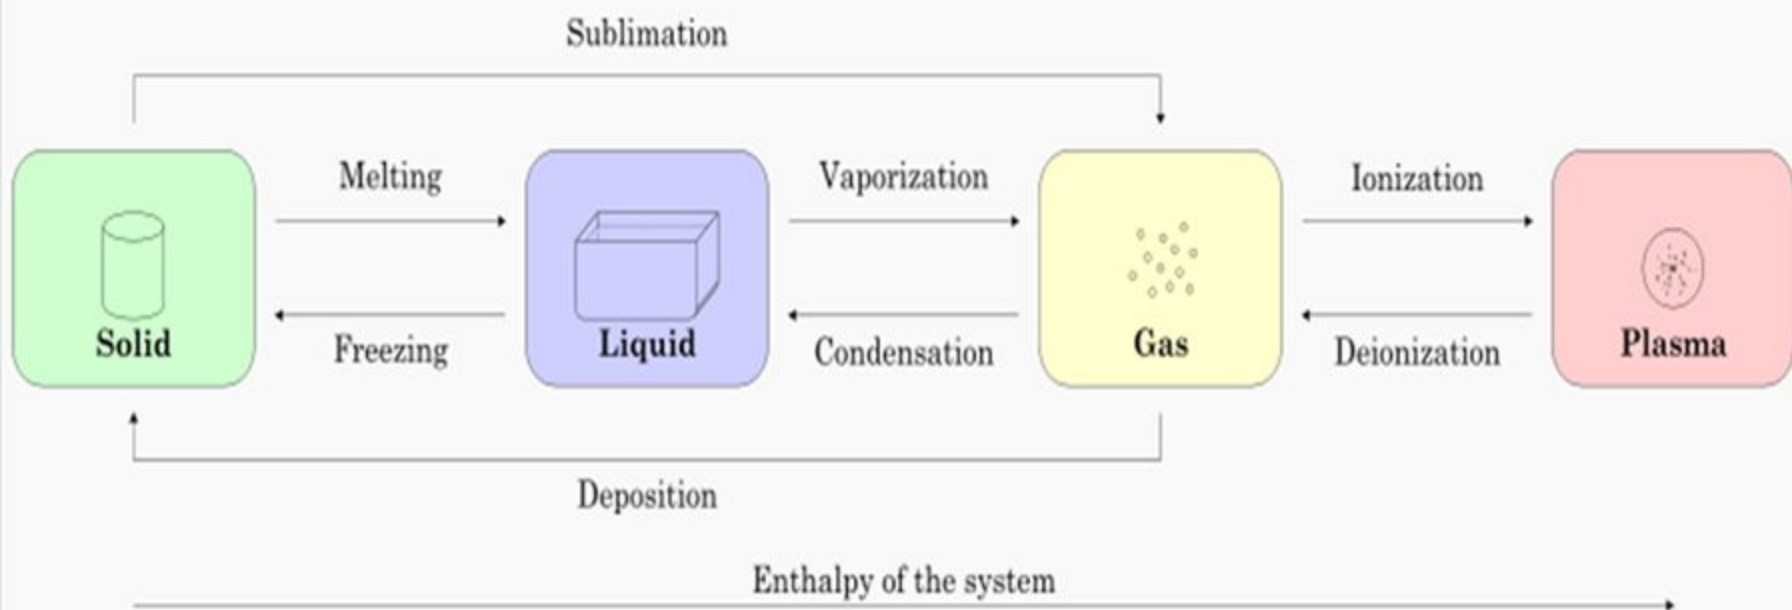 Sublimation
Melting
Vaporization
Ionization
Solid
Liquid
Gas
Plasma
Freezing
Condensation
Deionization
Deposition
Enthalpy of the system